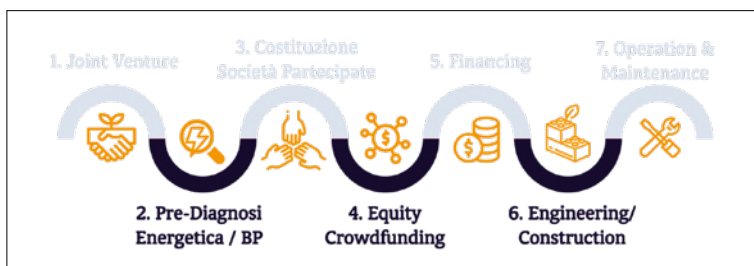 1. Joint Venture
3. Costituzione
Società Partecipate
5. Financing
7. Operation &
Maintenance
2. Pre-Diagnosi
Energetica / BP
4. Equity
Crowdfunding
6. Engineering/
Construction